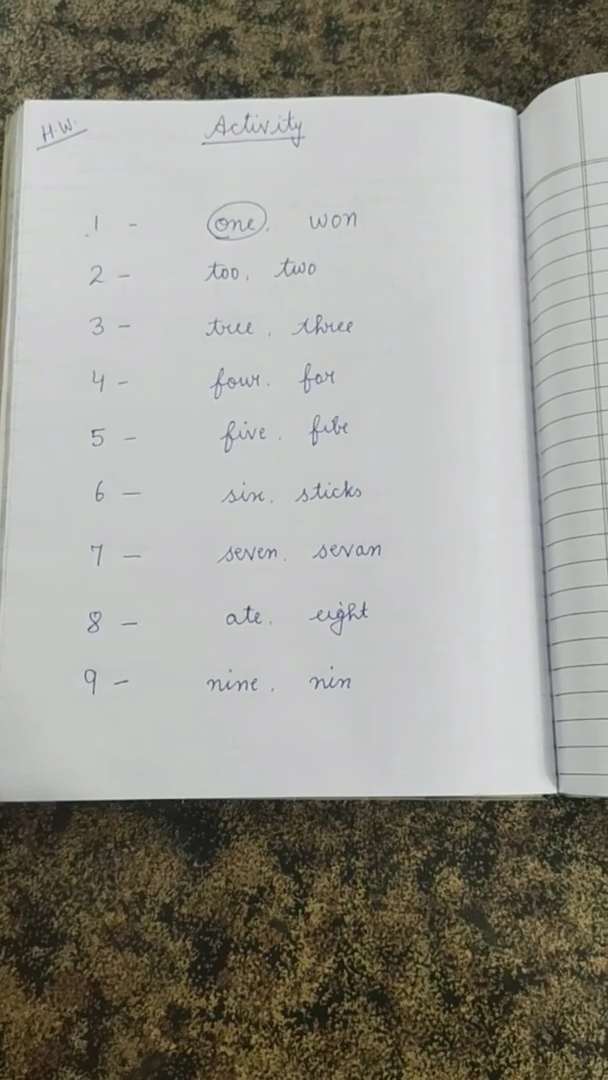 H.W. Activity
1 - one, won
2 - too, two
3 - tree, three
4 - four, for
5 - five, fibe
6 - six, sticks
7 - seven, sevan
8 - ate, eight
9 - nine, nin